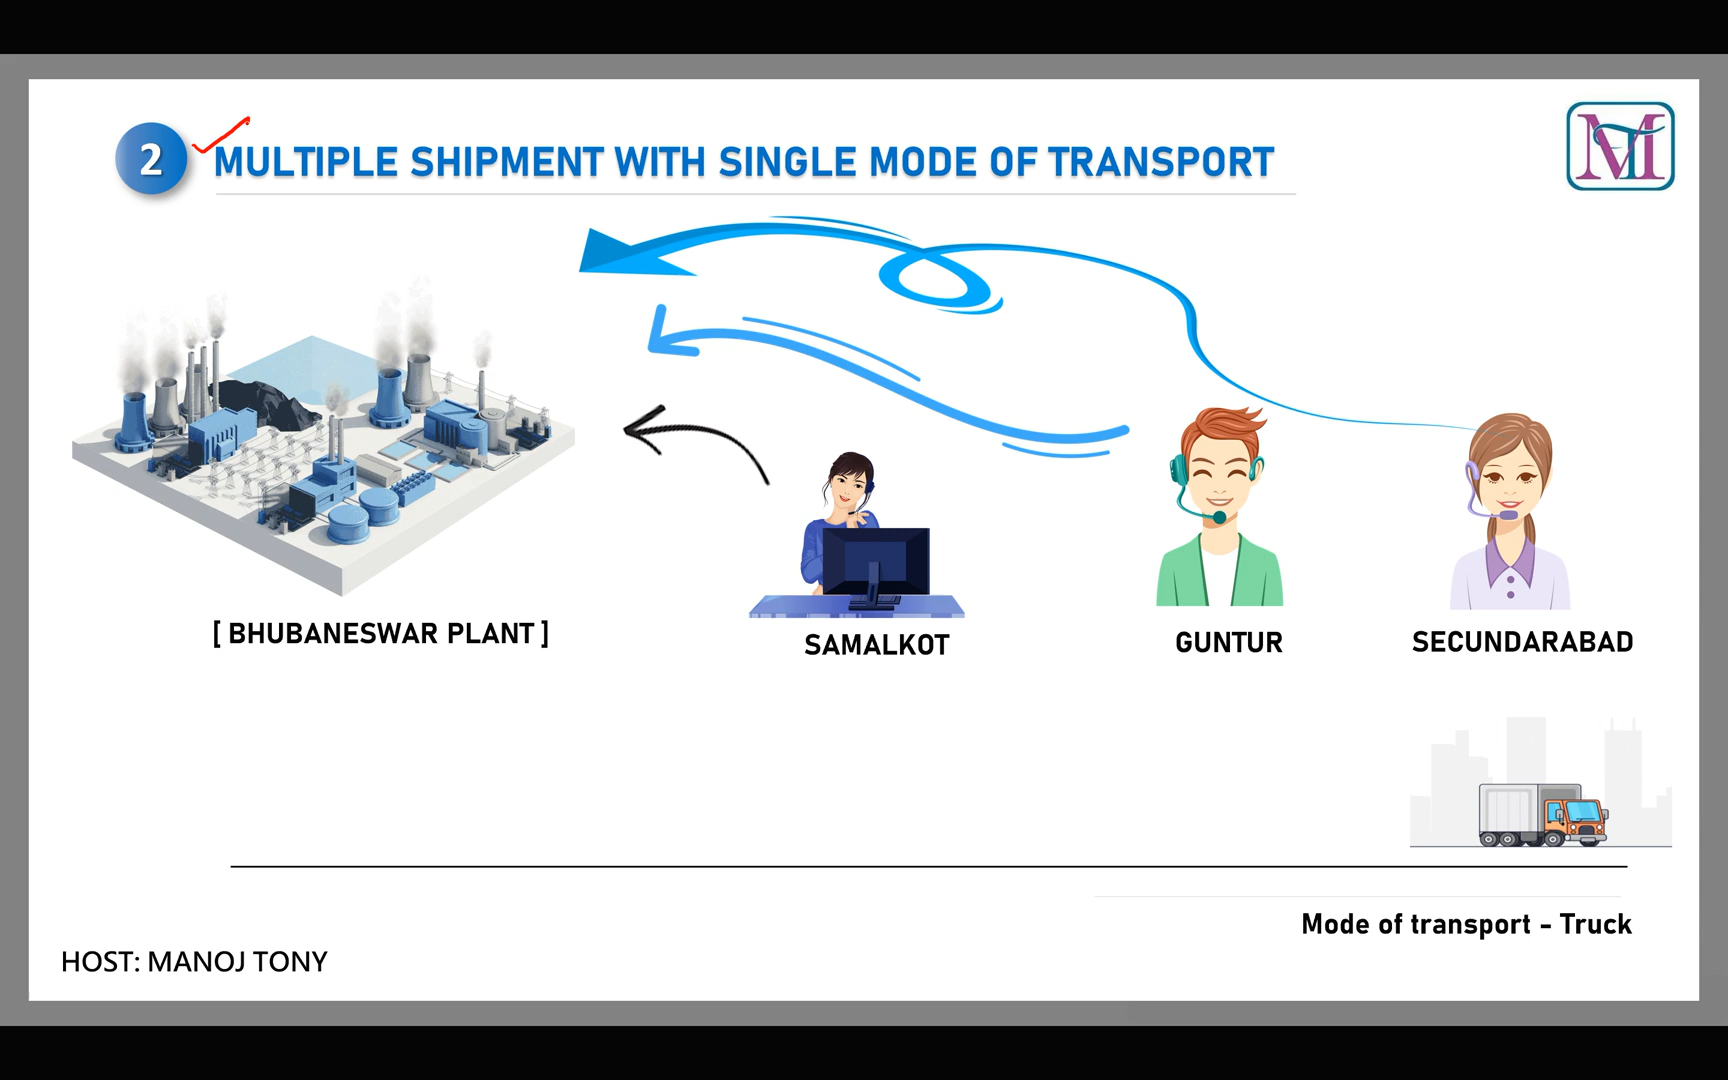 2
MULTIPLE SHIPMENT WITH SINGLE MODE OF TRANSPORT
MT
[ BHUBANESWAR PLANT ]
SAMALKOT
GUNTUR
SECUNDARABAD
Mode of transport - Truck
HOST: MANOJ TONY